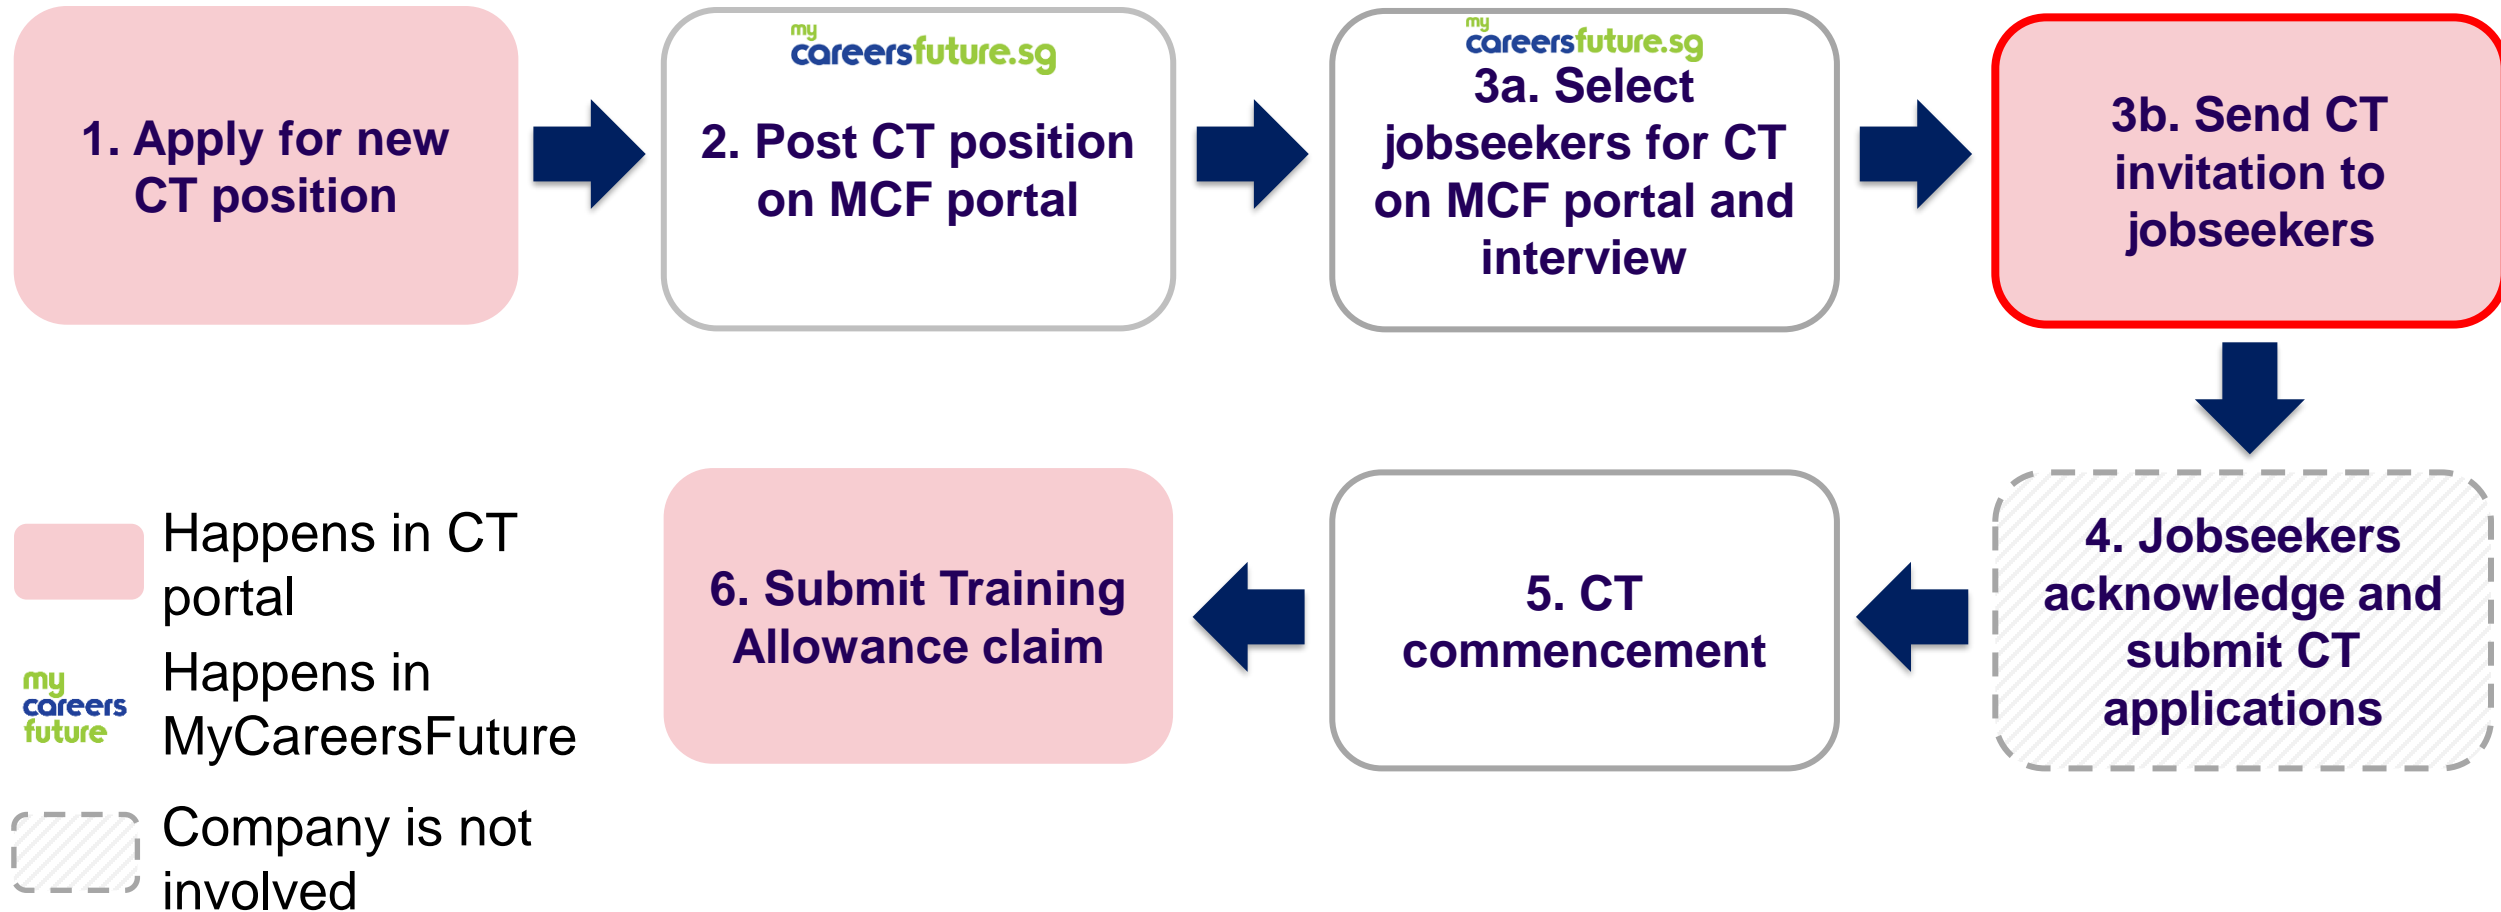 1. Apply for new
CT position
my
careersfuture.sg
2. Post CT position
on MCF portal
my
careersfuture.sg
3a. Select
jobseekers for CT
on MCF portal and
interview
3b. Send CT
invitation to
jobseekers
4. Jobseekers
acknowledge and
submit CT
applications
5. CT
commencement
6. Submit Training
Allowance claim
Happens in CT
portal
my
careers
future
Happens in
MyCareersFuture
Company is not
involved